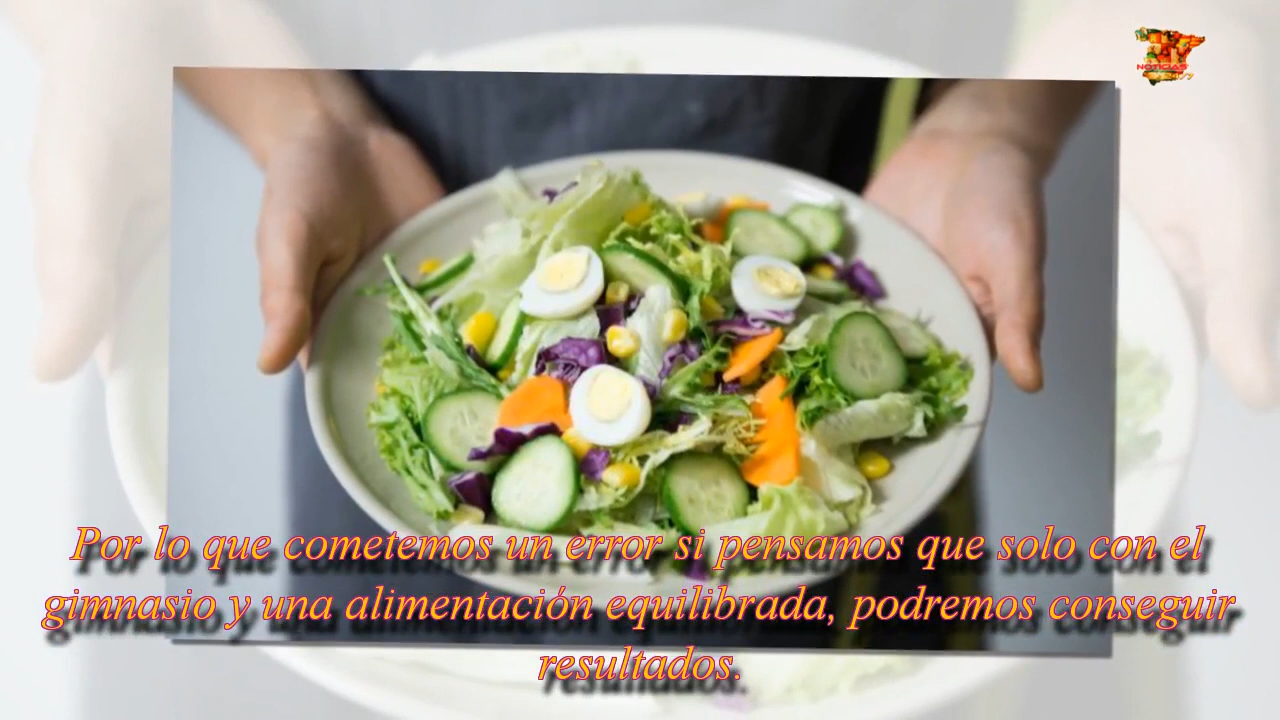 NOTICIAS
Por lo que cometemos un error si pensamos que solo con el
gimnasio y una alimentación equilibrada, podremos conseguir
resultados.